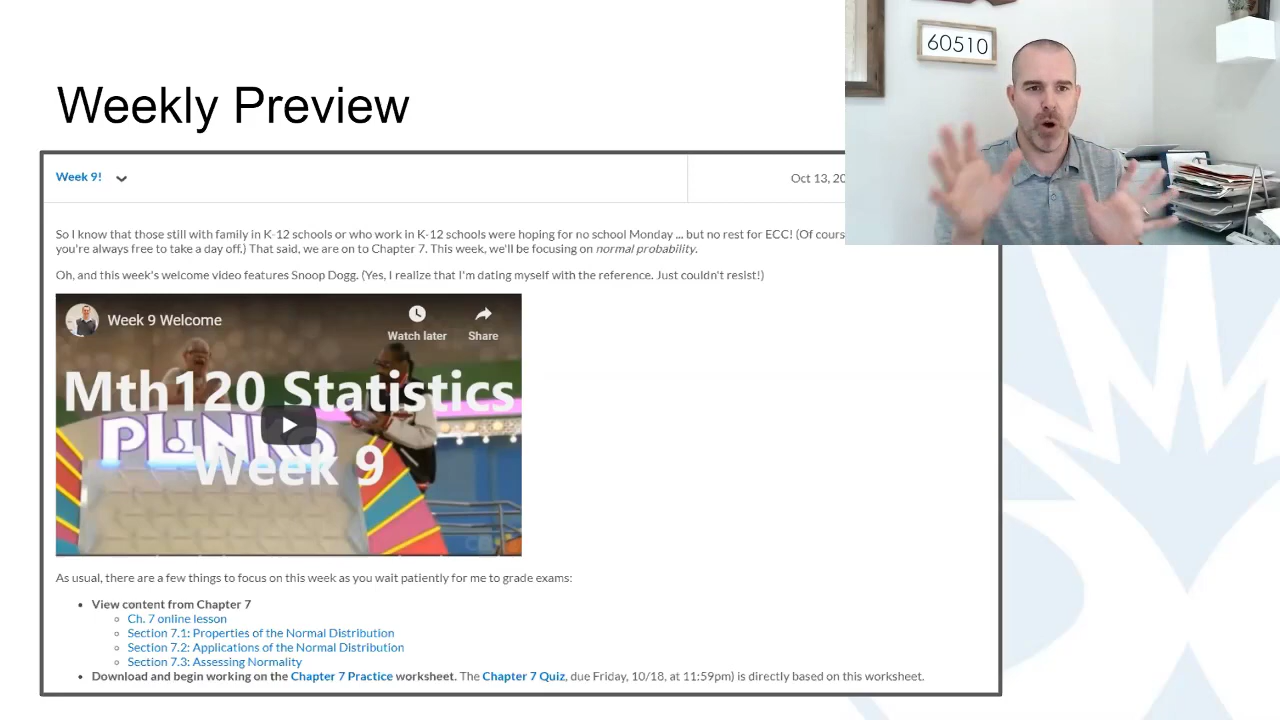 60510
Weekly Preview
Week 9!
Oct 13, 20
So I know that those still with family in K-12 schools or who work in K-12 schools were hoping for no school Monday ... but no rest for ECC! (Of cours
you're always free to take a day off.) That said, we are on to Chapter 7. This week, we'll be focusing on normal probability.
Oh, and this week's welcome video features Snoop Dogg. (Yes, I realize that I'm dating myself with the reference. Just couldn't resist!)
Week 9 Welcome
Watch later
Share
Mth120 Statistics
PLINKO
Week 9
As usual, there are a few things to focus on this week as you wait patiently for me to grade exams:
View content from Chapter 7
Ch. 7 online lesson
Section 7.1: Properties of the Normal Distribution
Section 7.2: Applications of the Normal Distribution
Section 7.3: Assessing Normality
Download and begin working on the Chapter 7 Practice worksheet. The Chapter 7 Quiz, due Friday, 10/18, at 11:59pm) is directly based on this worksheet.